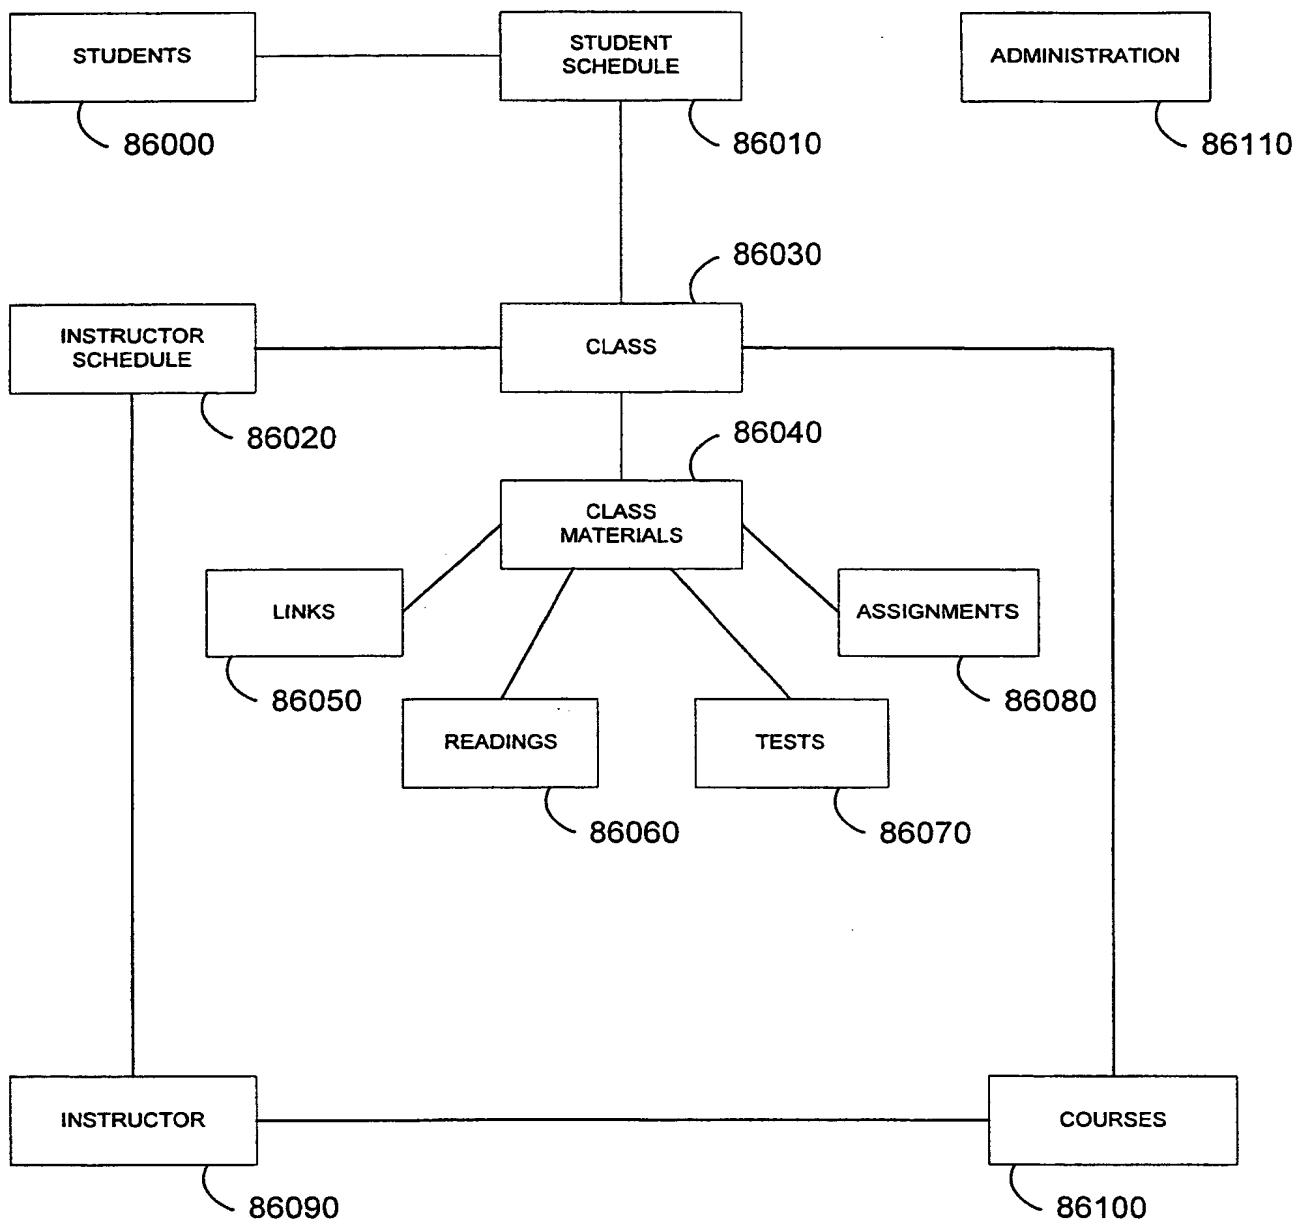 STUDENTS
STUDENT
SCHEDULE
ADMINISTRATION
86000
86010
86110
86030
INSTRUCTOR
SCHEDULE
CLASS
86020
86040
CLASS
MATERIALS
LINKS
ASSIGNMENTS
86050
86080
READINGS
TESTS
86060
86070
INSTRUCTOR
COURSES
86090
86100